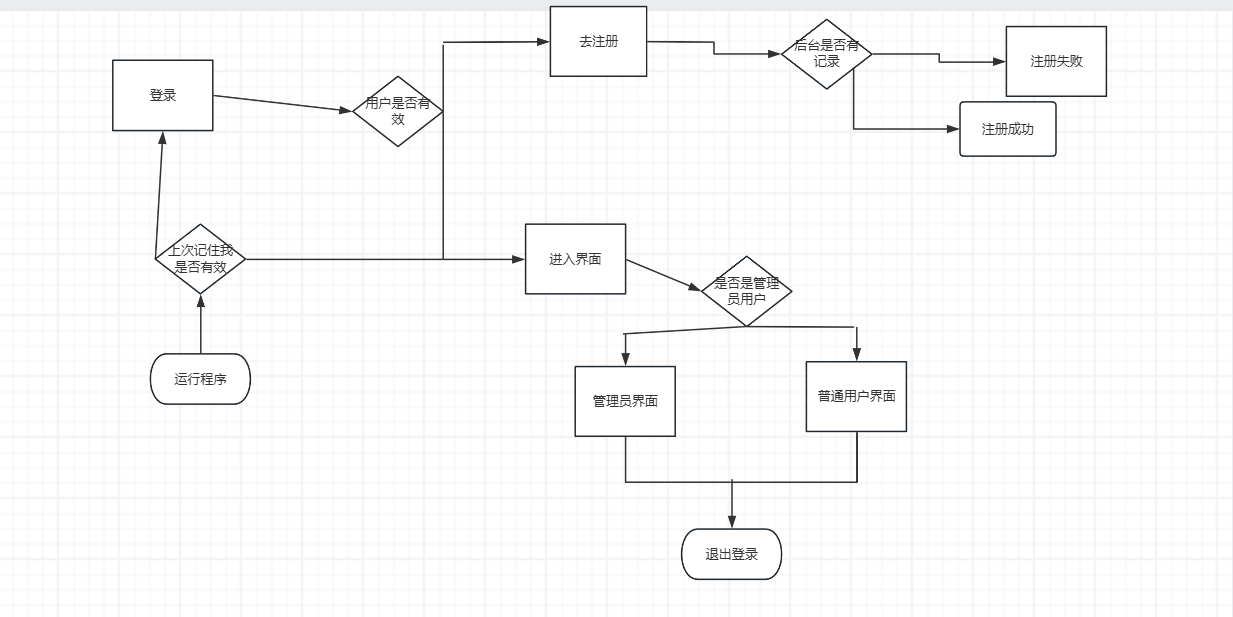 去注册
后台是否有
记录
注册失败
登录
用户是否有
效
注册成功
上次记住我
是否有效
进入界面
是否是管理
员用户
运行程序
管理员界面
普通用户界面
退出登录